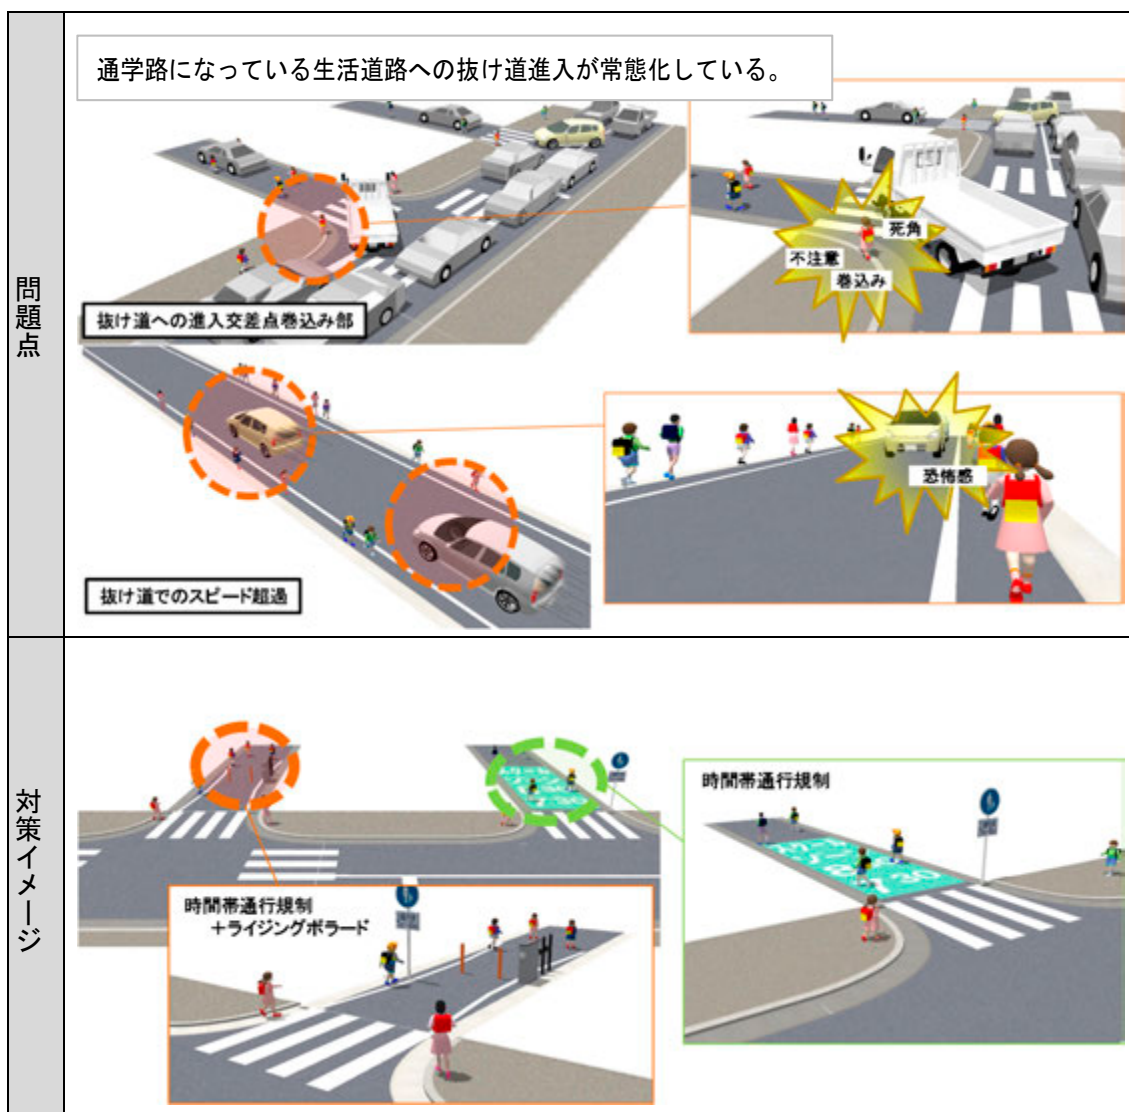 問題点
通学路になっている生活道路への抜け道進入が常態化している。
死角
不注意
巻込み
抜け道への進入交差点巻込み部
恐怖感
抜け道でのスピード超過
対策イメージ
時間帯通行規制
時間帯通行規制
＋ライジングボラード